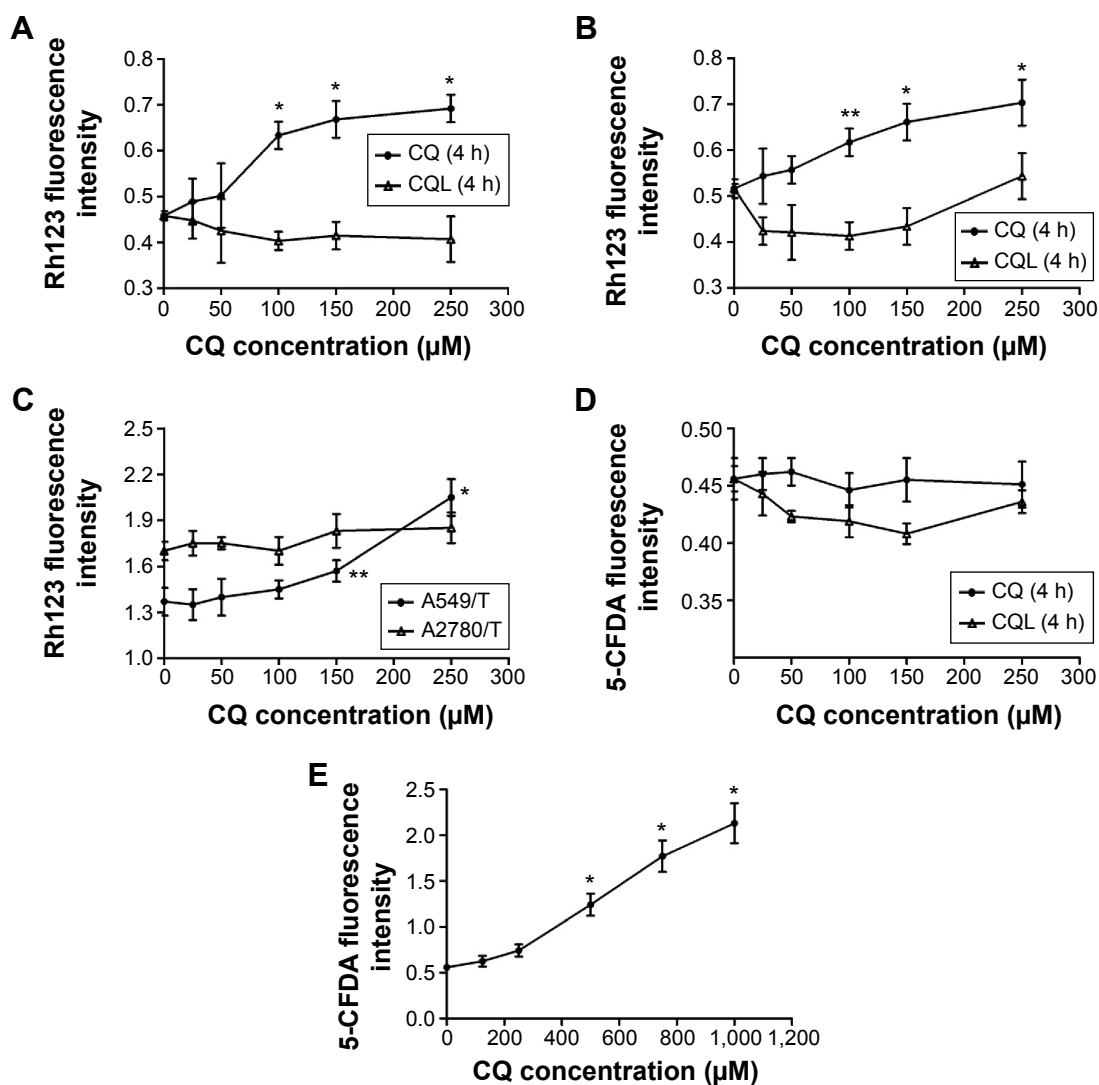 A
Rh123 fluorescence
intensity
0.8
0.7
0.6
0.5
0.4
0.3
* * *
CQ (4 h)
CQL (4 h)
0 50 100 150 200 250 300
CQ concentration (µM)
B
Rh123 fluorescence
intensity
0.8
0.7
0.6
0.5
0.4
0.3
** * *
CQ (4 h)
CQL (4 h)
0 50 100 150 200 250 300
CQ concentration (µM)
C
Rh123 fluorescence
intensity
2.5
2.2
1.9
1.6
1.3
1.0
*
**
A549/T
A2780/T
0 50 100 150 200 250 300
CQ concentration (µM)
D
5-CFDA fluorescence
intensity
0.50
0.45
0.40
0.35
CQ (4 h)
CQL (4 h)
0 50 100 150 200 250 300
CQ concentration (µM)
E
5-CFDA fluorescence
intensity
2.5
2.0
1.5
1.0
0.5
0
* * *
0 200 400 600 800 1,000 1,200
CQ concentration (µM)